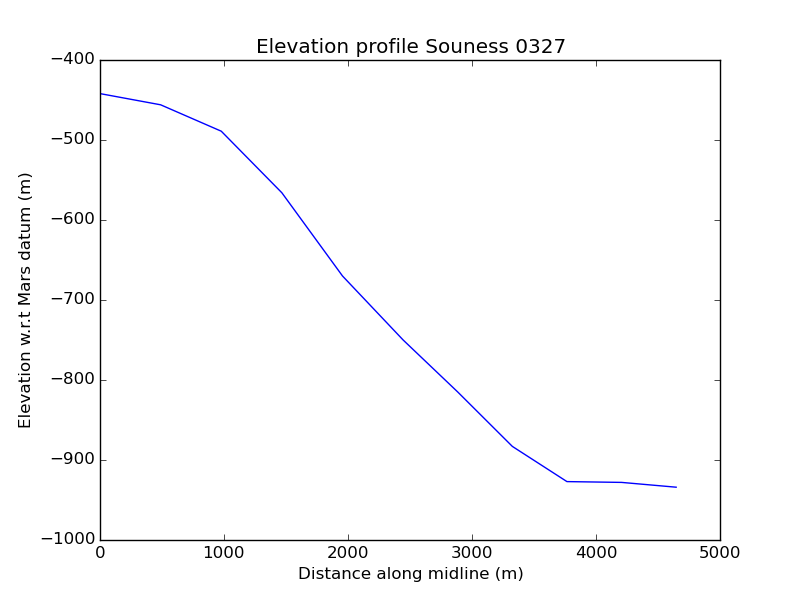 Elevation profile Souness 0327
−400
−500
−600
−700
−800
−900
−1000
Elevation w.r.t Mars datum (m)
0 1000 2000 3000 4000 5000
Distance along midline (m)